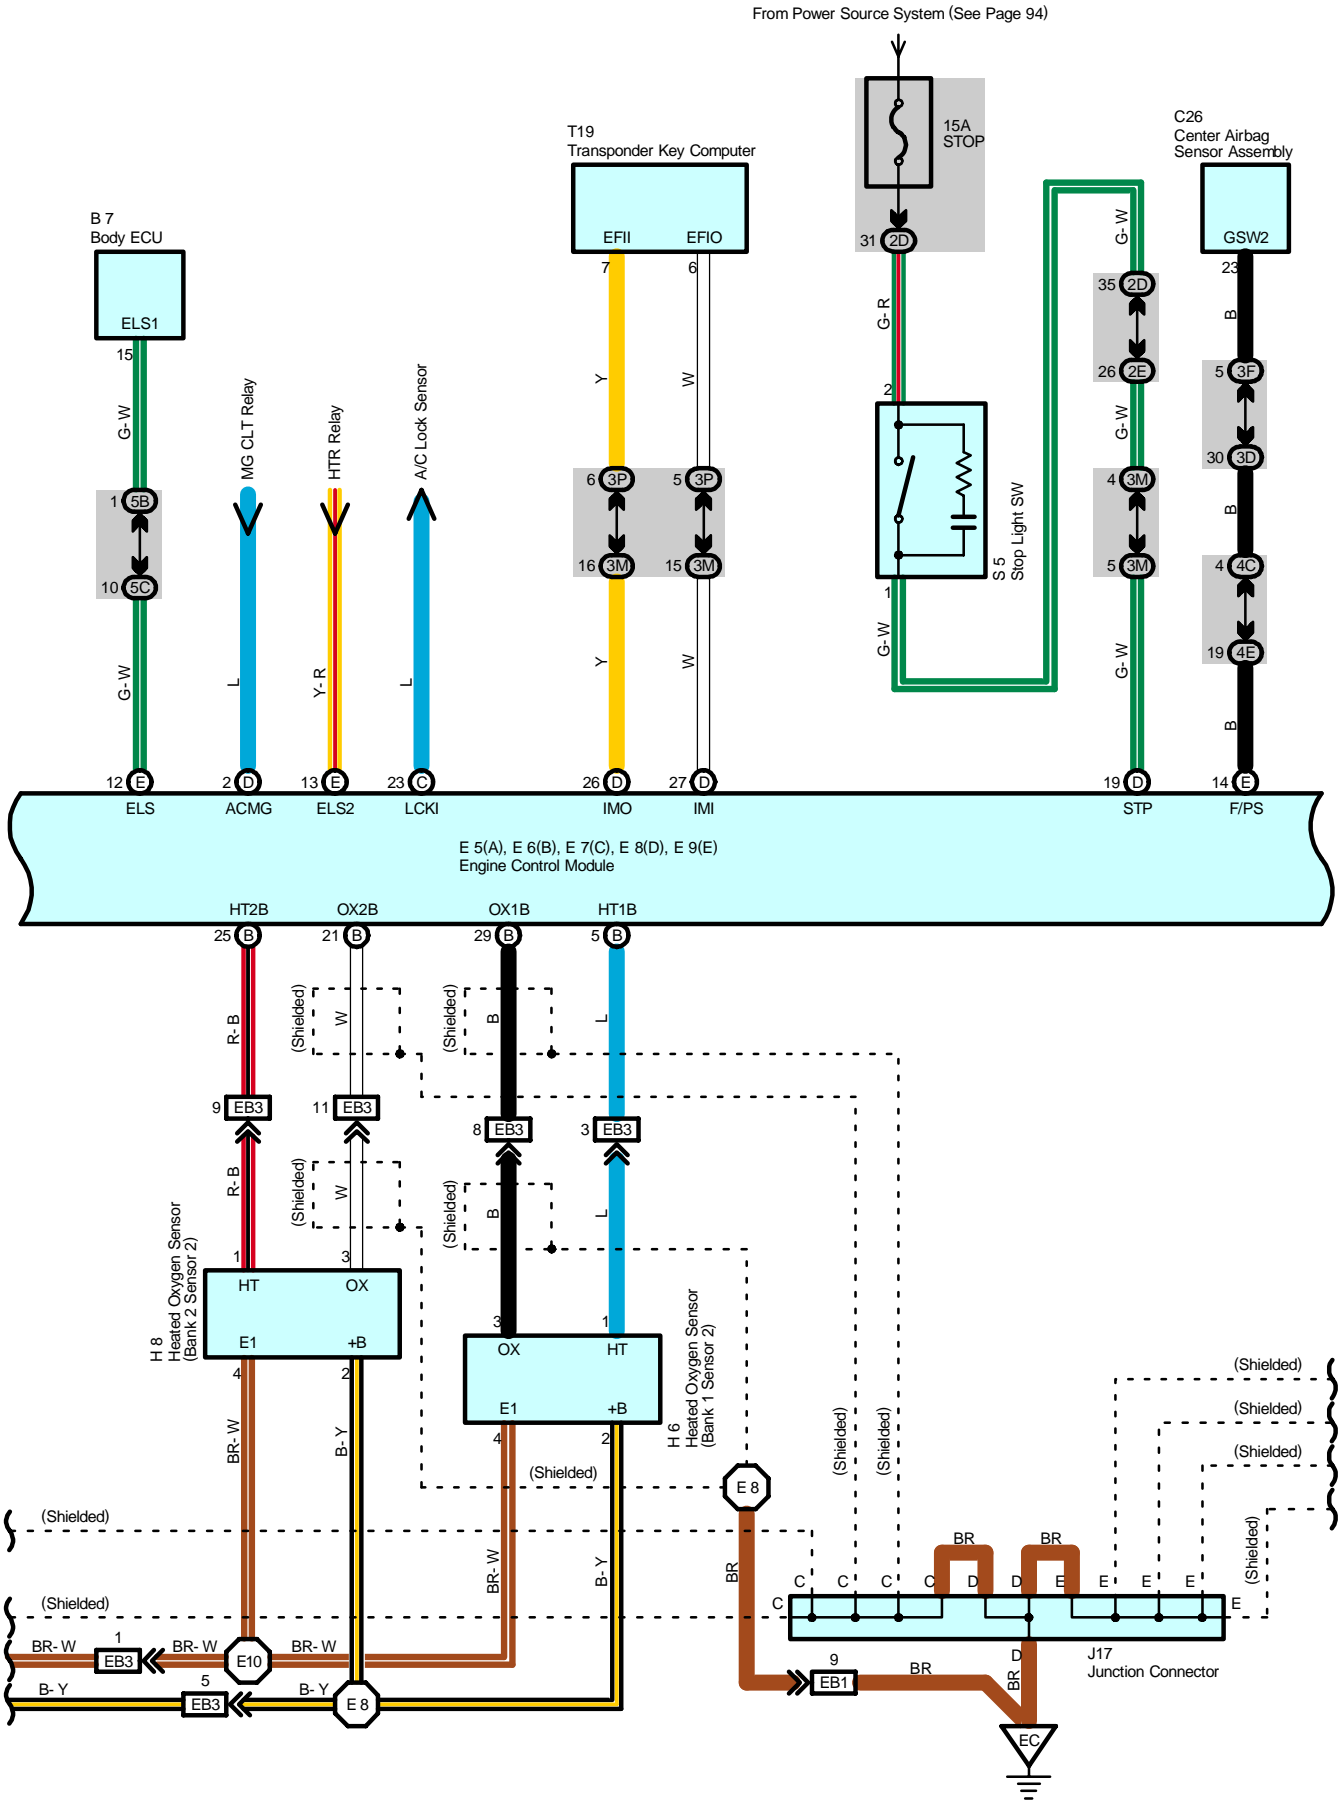 From Power Source System (See Page 94)
15A
STOP
31 2D
G- R
2
S 5
Stop Light SW
1
G- W
G- W
35 2D
26 2E
G- W
4 3M
5 3M
G- W
19 D
C26
Center Airbag
Sensor Assembly
GSW2
23
B
5 3F
30 3D
B
4 4C
19 4E
B
14 E
T19
Transponder Key Computer
EFII EFIO
7 6
Y W
6 3P 5 3P
16 3M 15 3M
Y W
26 D 27 D
B 7
Body ECU
ELS1
15
G- W
1 5B
10 5C
G- W
12 E
MG CLT Relay
L
2 D
HTR Relay
Y- R
13 E
A/C Lock Sensor
L
23 C
ELS ACMG ELS2 LCKI IMO IMI STP F/PS
E 5(A), E 6(B), E 7(C), E 8(D), E 9(E)
Engine Control Module
HT2B OX2B OX1B HT1B
25 B 21 B 29 B 5 B
R- B (Shielded) W (Shielded) B L
9 EB3 11 EB3 8 EB3 3 EB3
R- B (Shielded) W (Shielded) B L
1 3
HT OX
E1 +B
4 2
H 8
Heated Oxygen Sensor
(Bank 2 Sensor 2)
3 1
OX HT
E1 +B
4 2
H 6
Heated Oxygen Sensor
(Bank 1 Sensor 2)
BR- W B- Y
(Shielded)
E 8
BR- W B- Y
BR
(Shielded) (Shielded)
(Shielded)
(Shielded)
(Shielded)
(Shielded)
(Shielded)
(Shielded)
BR BR
C C C C D D E E E E
C E
D
J17
Junction Connector
BR- W 1 EB3 BR- W E10 BR- W
B- Y 5 EB3 B- Y E 8
9
EB1
BR
BR
EC